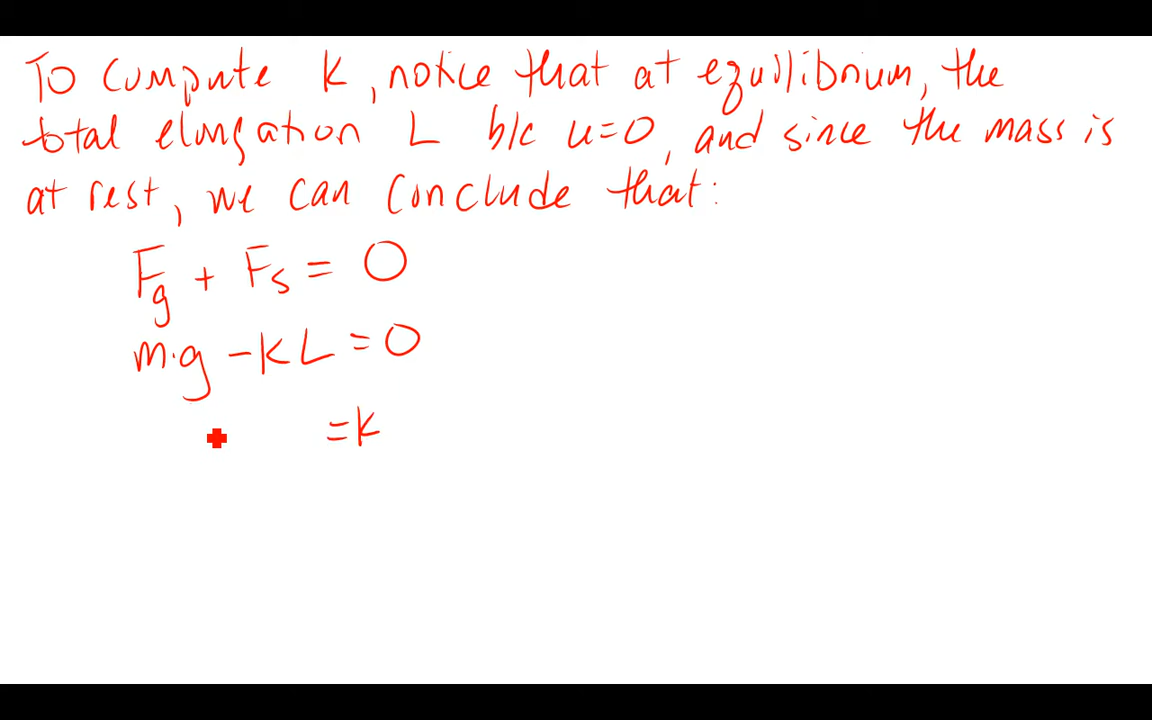 To compute K, notice that at equilibrium, the
total elongation L b/c u=0, and since the mass is
at rest, we can conclude that:
Fg + Fs = 0
m·g - KL = 0
= K